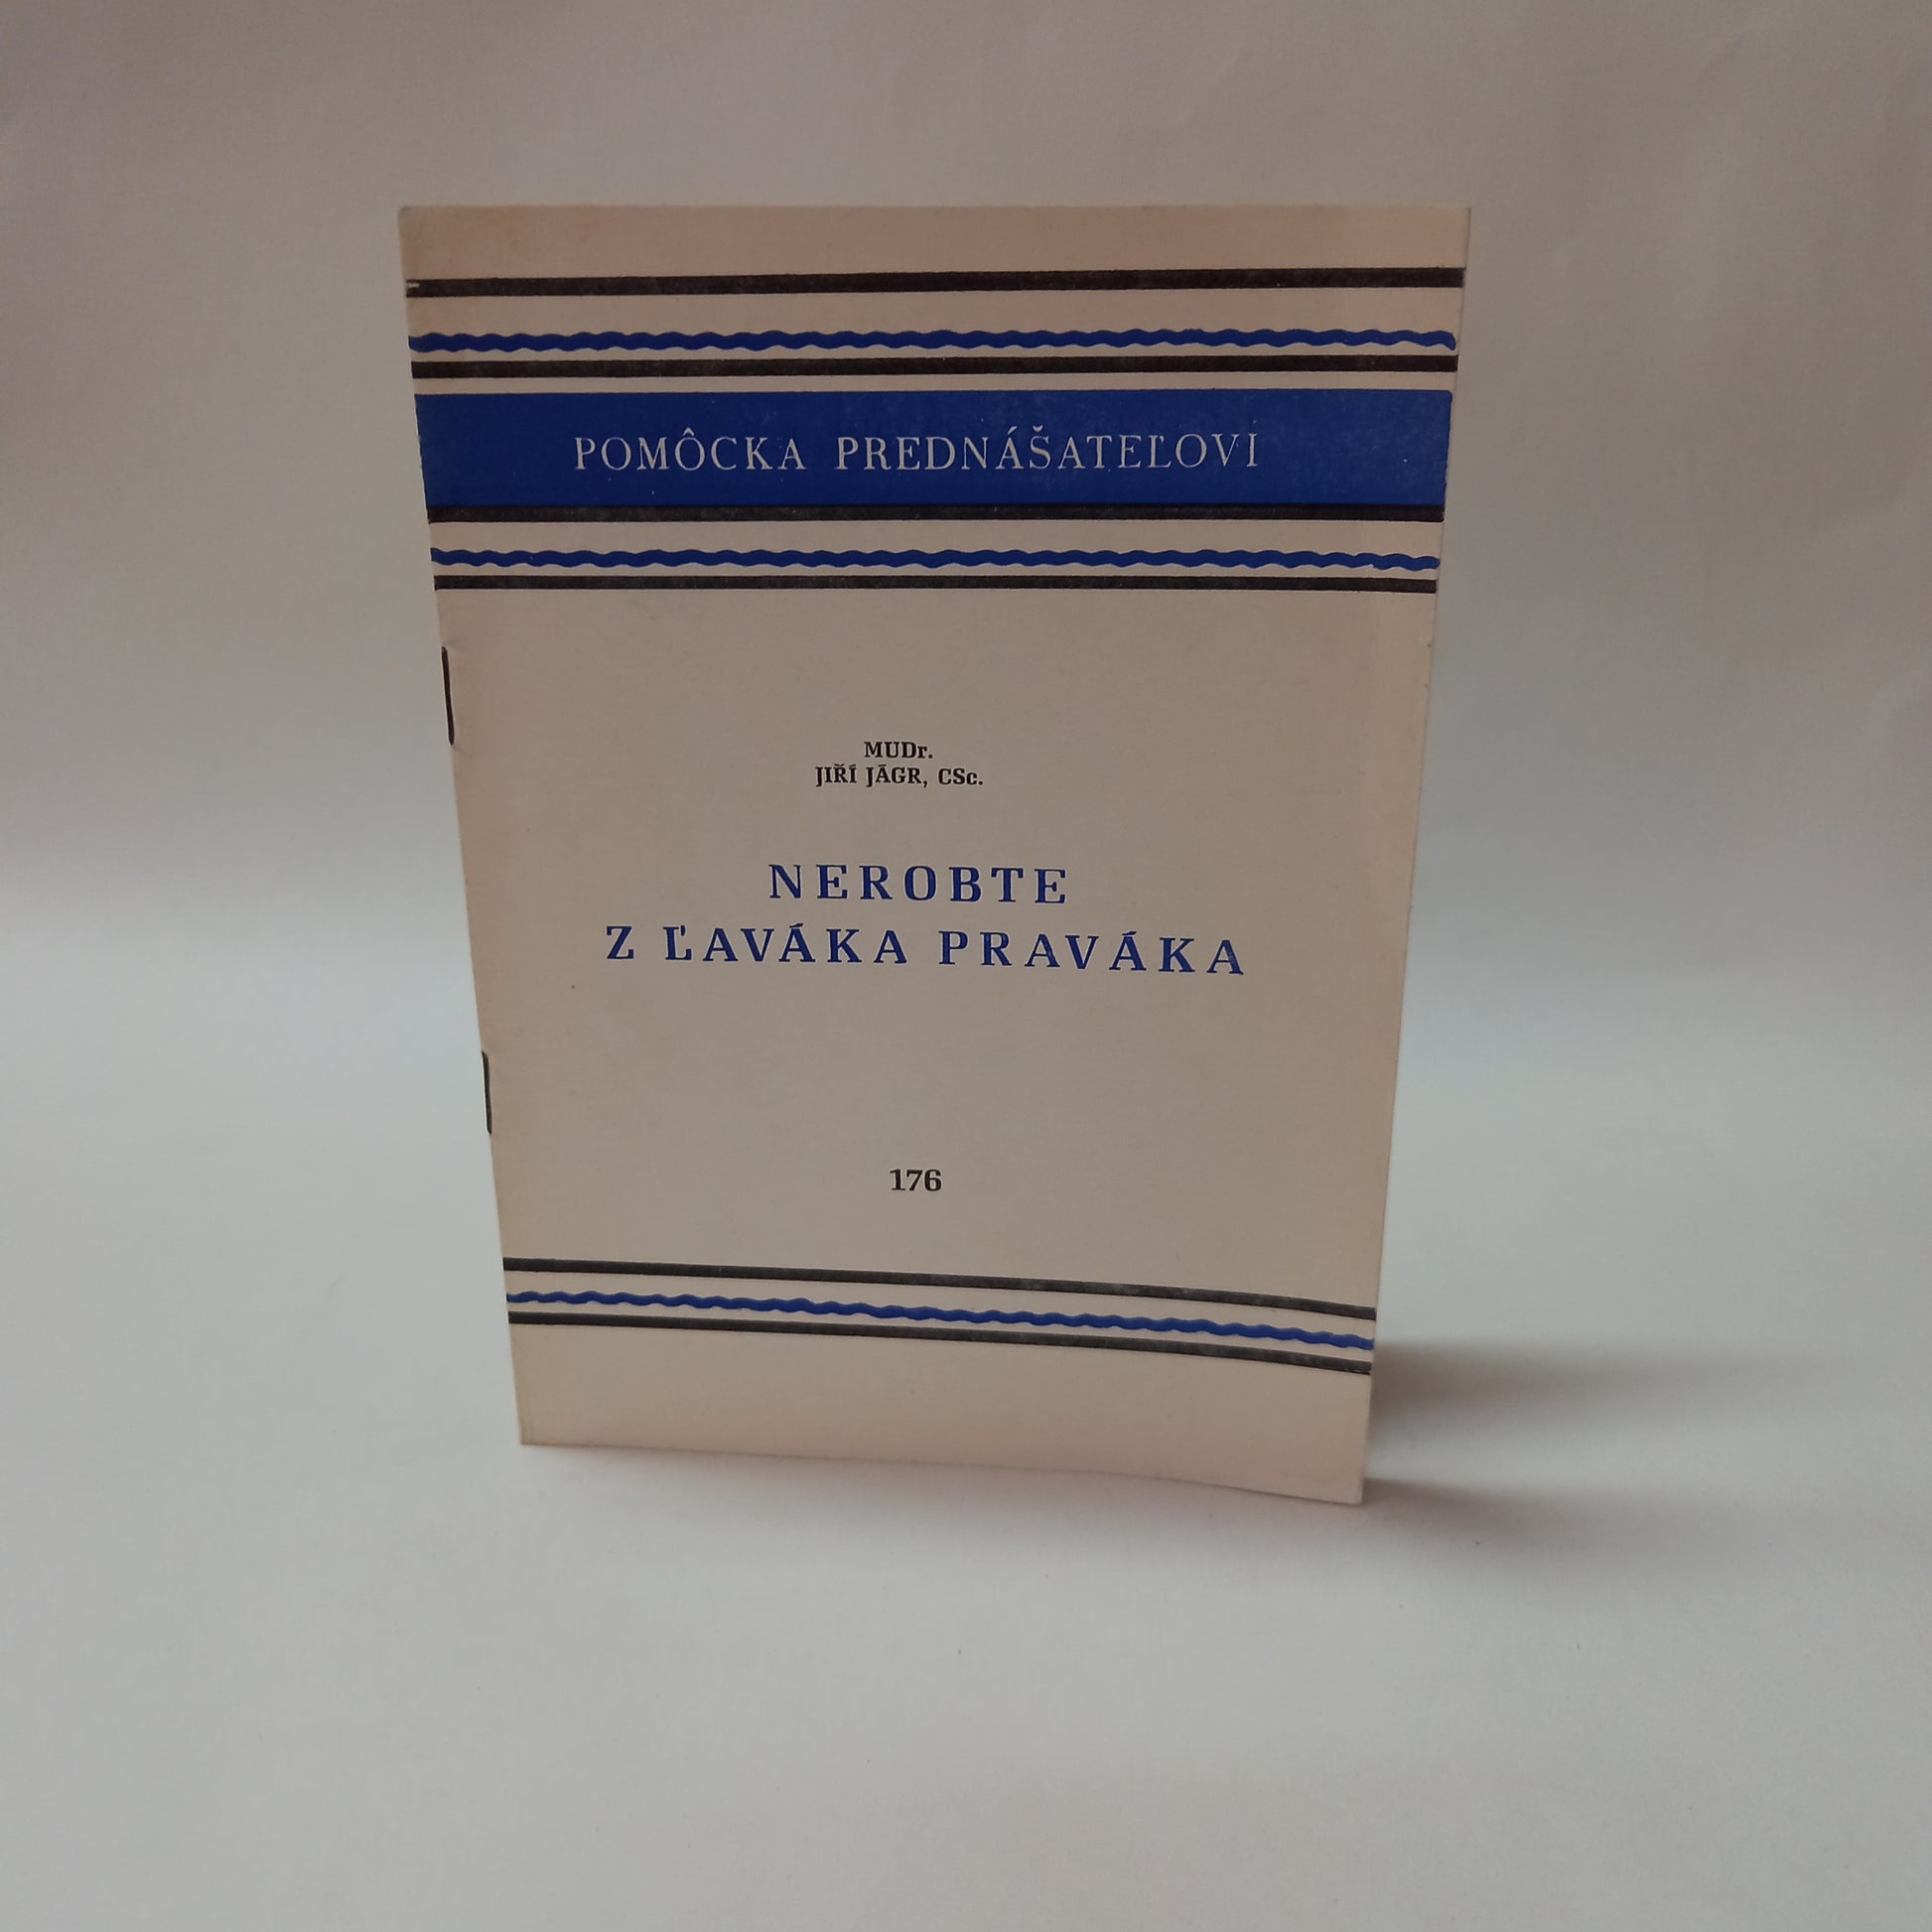 POMÔCKA PREDNÁŠATEĽOVI
MUDr.
JIŘÍ JÄGR, CSc.
NEROBTE
Z ĽAVÁKA PRAVÁKA
176